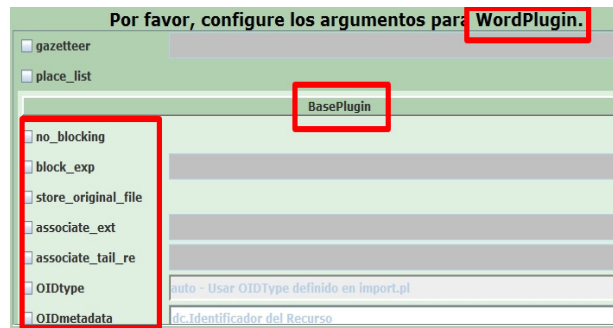 Por favor, configure los argumentos para WordPlugin.
gazetteer
place_list
BasePlugin
no_blocking
block_exp
store_original_file
associate_ext
associate_tail_re
OIDtype auto - Usar OIDType definido en import.pl
OIDmetadata dc.Identificador del Recurso